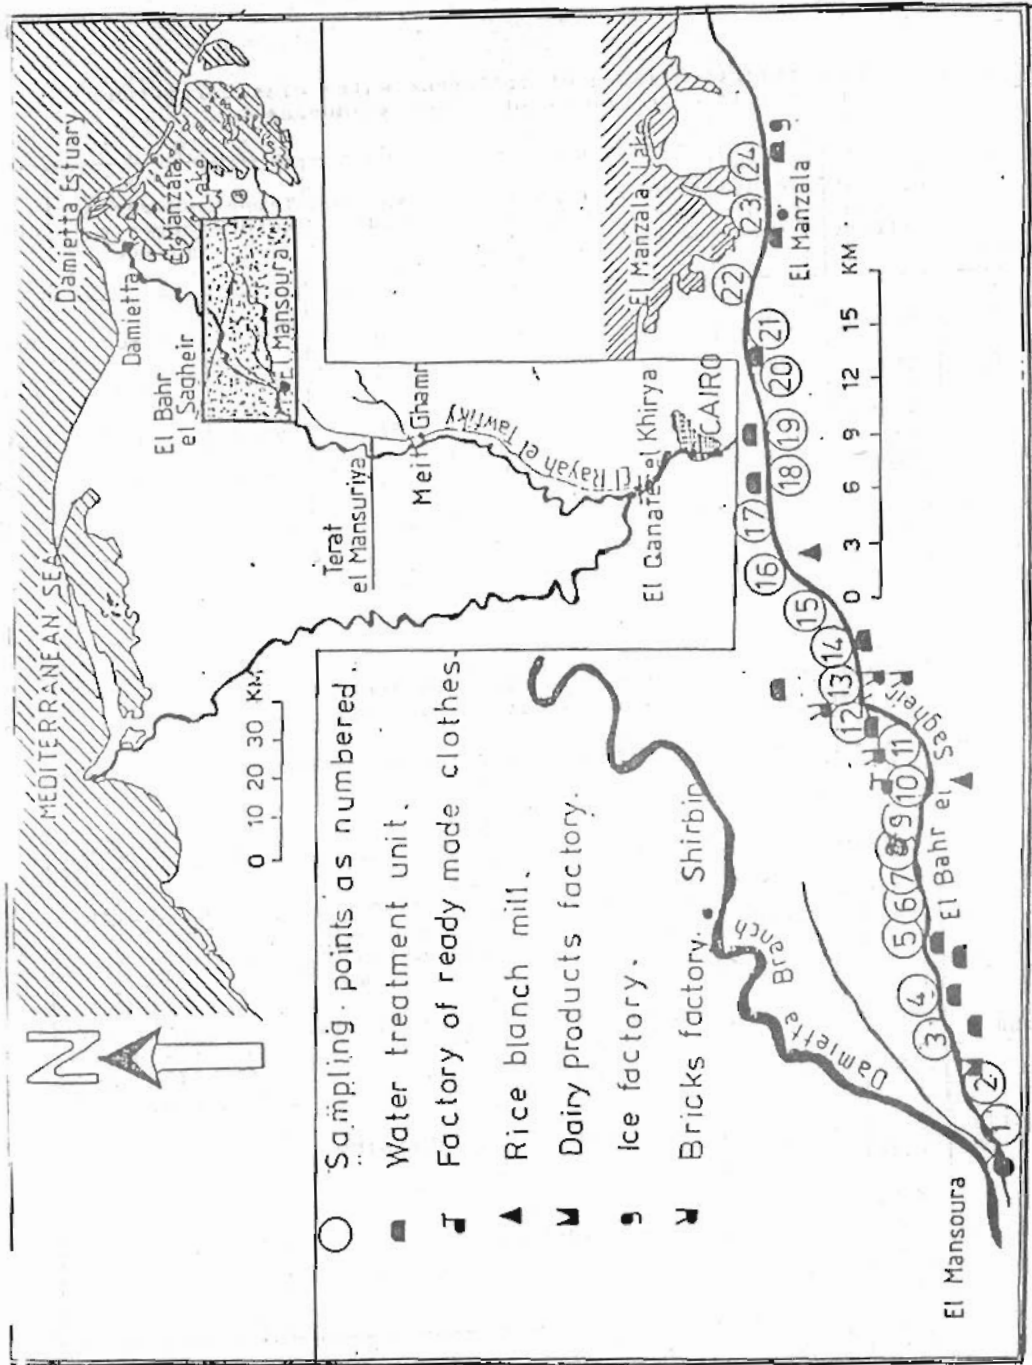 N
MEDITERRANEAN SEA
Damietta Estuary
Damietta
El Manzala
Lake
El Bahr
el Sagheir
El Mansoura
Terat
el Mansuriya
Meit Ghamr
El Rayah el Tawfiky
El Qanater el Khirya
CAIRO
0 10 20 30 KM
Sampling points as numbered.
Water treatment unit.
Factory of ready made clothes.
Rice blanch mill.
Dairy products factory.
Ice factory.
Bricks factory.
Shirbin
Damietta Branch
El Manzala Lake
El Manzala
El Bahr el Sagheir
El Mansoura
1
2
3
4
5
6
7
8
9
10
11
12
13
14
15
16
17
18
19
20
21
22
23
24
0 3 6 9 12 15 KM